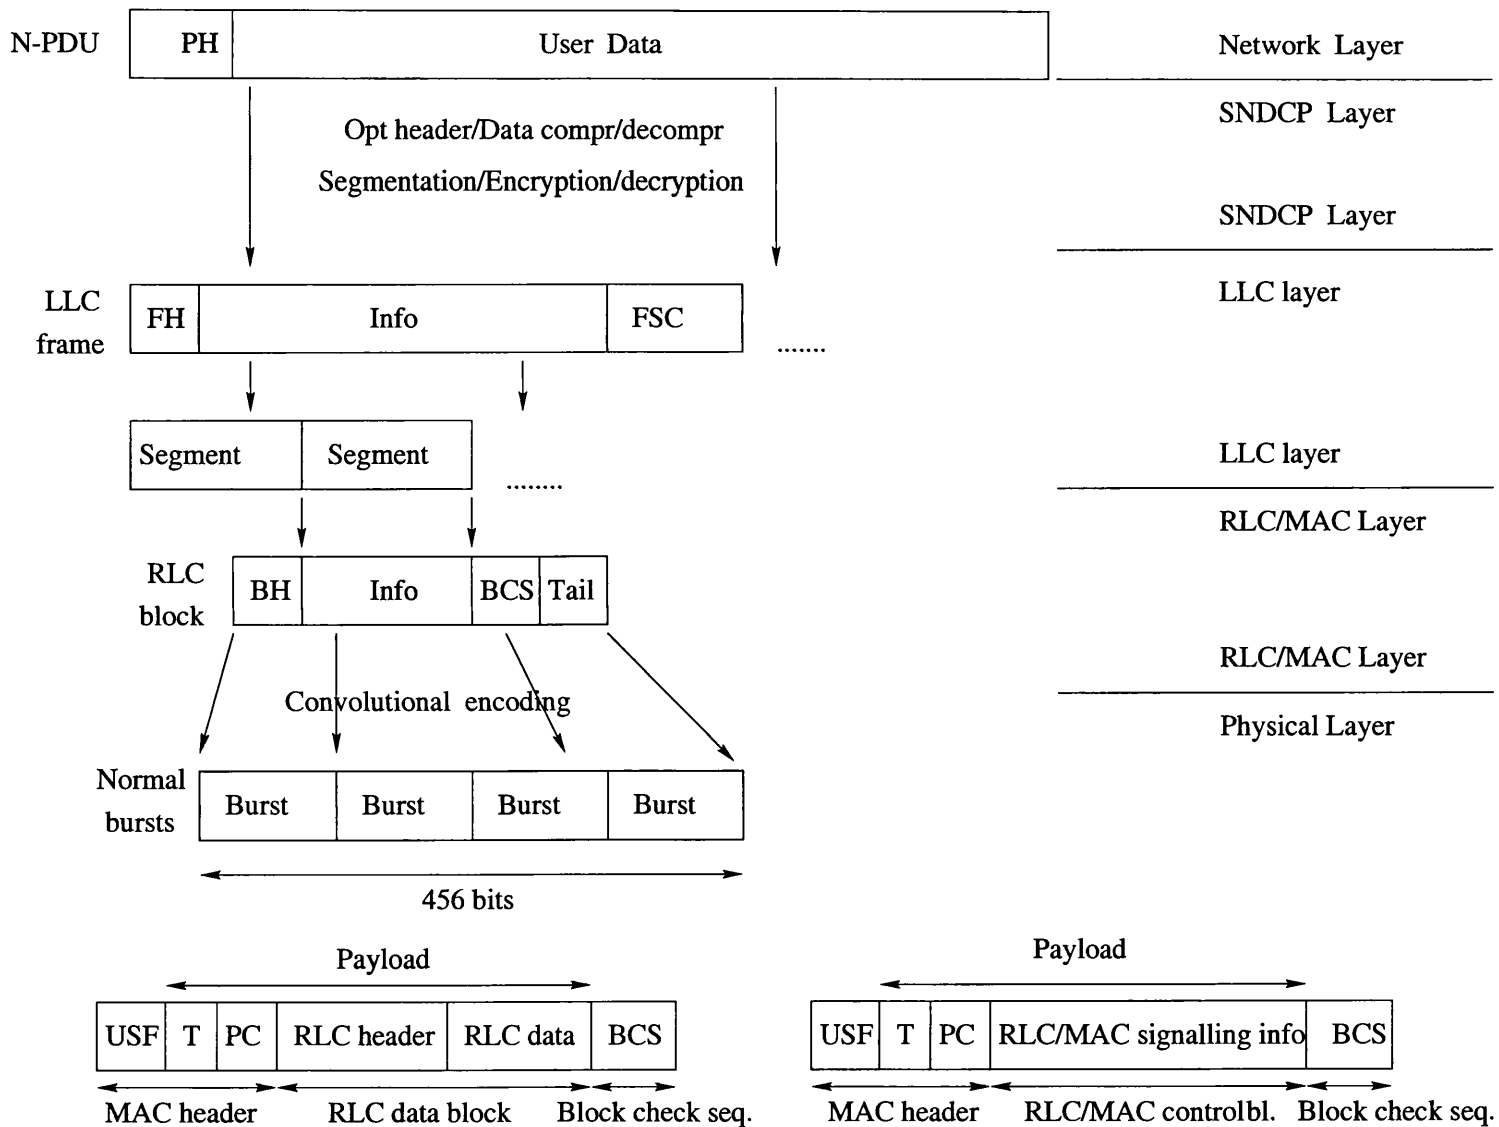 N-PDU PH User Data Network Layer
SNDCP Layer
Opt header/Data compr/decompr
Segmentation/Encryption/decryption
SNDCP Layer
LLC frame FH Info FSC .......
LLC layer
Segment Segment ........
LLC layer
RLC/MAC Layer
RLC block BH Info BCS Tail
RLC/MAC Layer
Convolutional encoding
Physical Layer
Normal bursts Burst Burst Burst Burst
456 bits
Payload
USF T PC RLC header RLC data BCS
MAC header RLC data block Block check seq.
Payload
USF T PC RLC/MAC signalling info BCS
MAC header RLC/MAC controlbl. Block check seq.